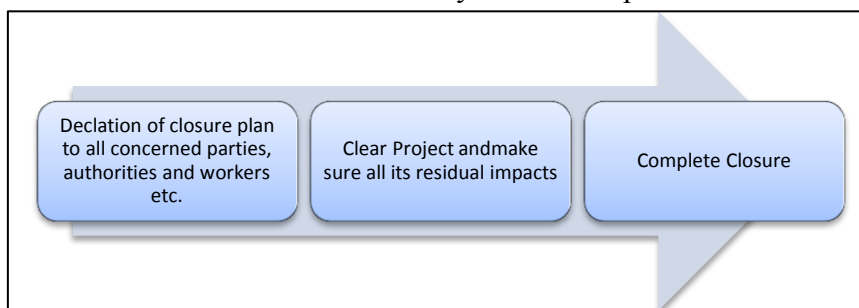 Declation of closure plan
to all concerned parties,
authorities and workers
etc.
Clear Project andmake
sure all its residual impacts
Complete Closure